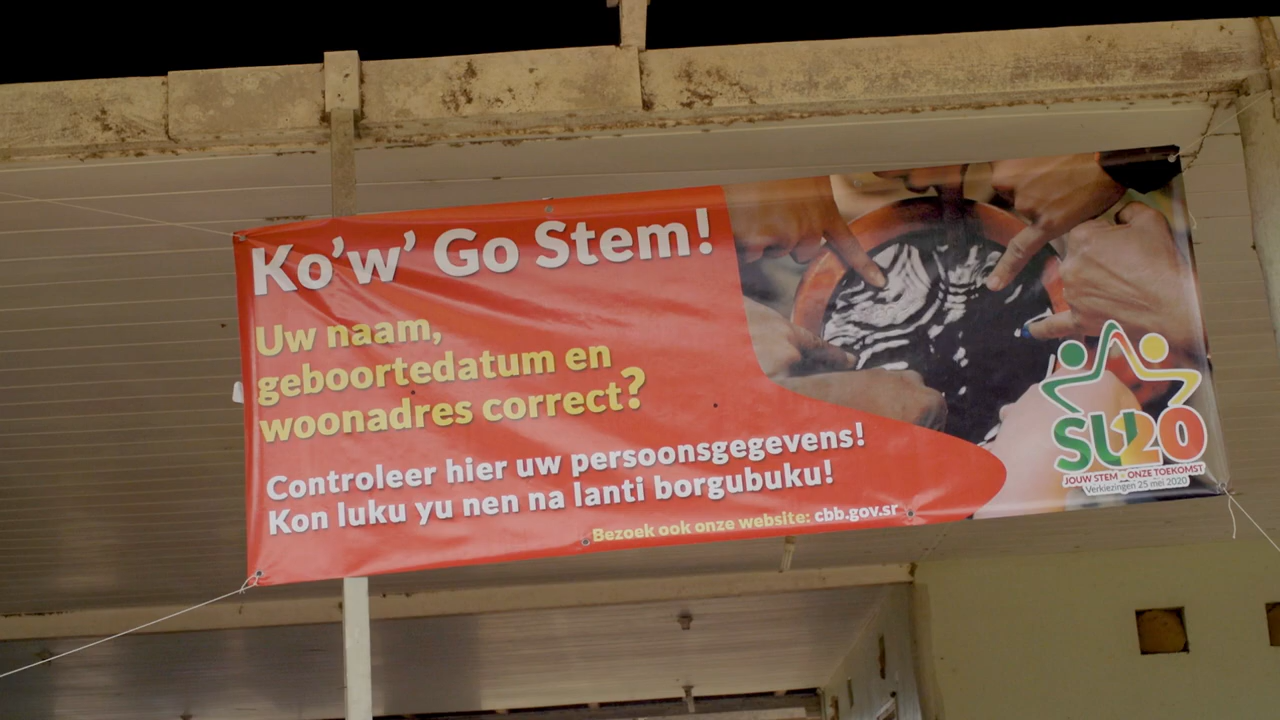 Ko'w' Go Stem!
Uw naam,
geboortedatum en
woonadres correct?
Controleer hier uw persoonsgegevens!
Kon luku yu nen na lanti borgubuku!
Bezoek ook onze website: cbb.gov.sr
SU20
JOUW STEM - ONZE TOEKOMST
Verkiezingen 25 mei 2020